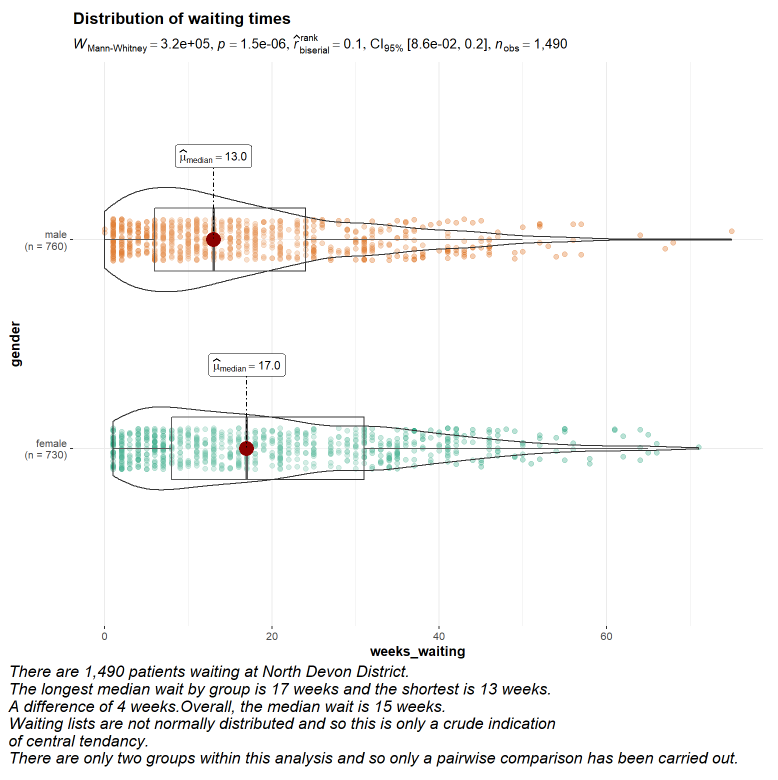 Distribution of waiting times
W Mann-Whitney = 3.2e+05, p = 1.5e-06, r̂ rank biserial = 0.1, CI 95% [8.6e-02, 0.2], n obs = 1,490
μ̂ median = 13.0
male
(n = 760)
gender
μ̂ median = 17.0
female
(n = 730)
0 20 40 60
weeks_waiting
There are 1,490 patients waiting at North Devon District.
The longest median wait by group is 17 weeks and the shortest is 13 weeks.
A difference of 4 weeks.Overall, the median wait is 15 weeks.
Waiting lists are not normally distributed and so this is only a crude indication
of central tendancy.
There are only two groups within this analysis and so only a pairwise comparison has been carried out.